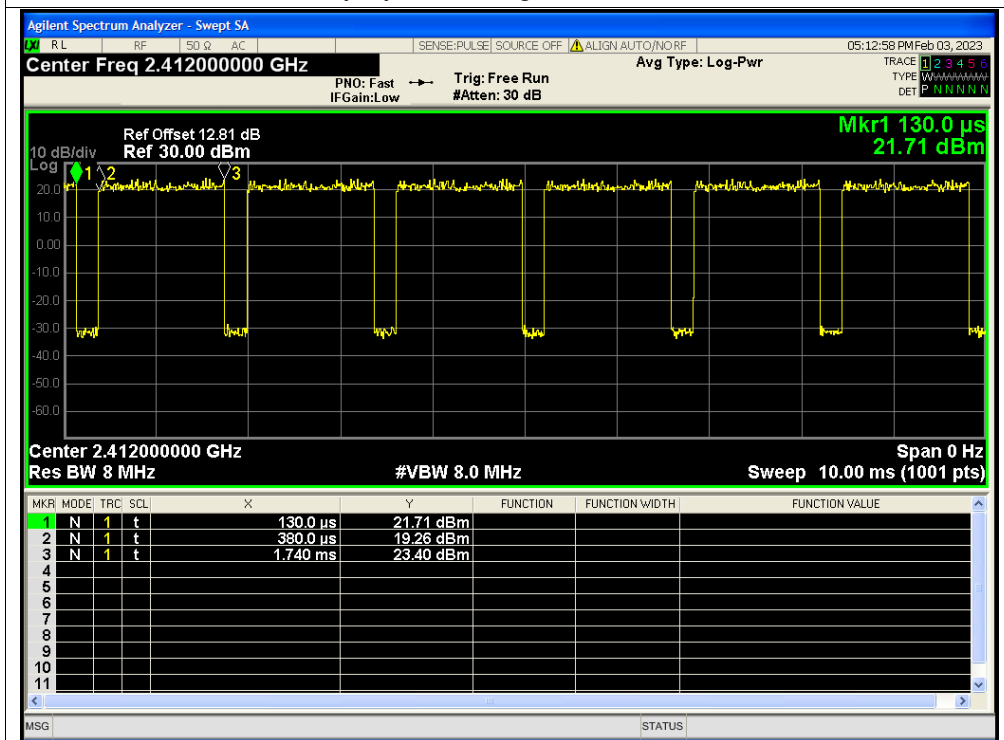 Agilent Spectrum Analyzer - Swept SA
LXI RL RF 50 Ω AC SENSE:PULSE SOURCE OFF ALIGN AUTO/NO RF 05:12:58 PM Feb 03, 2023
Center Freq 2.412000000 GHz Avg Type: Log-Pwr TRACE 1 2 3 4 5 6
PNO: Fast Trig: Free Run TYPE WWWWWW
IFGain:Low #Atten: 30 dB DET P N N N N N
Mkr1 130.0 µs
Ref Offset 12.81 dB
10 dB/div Ref 30.00 dBm 21.71 dBm
Log
1 2 3
20.0
10.0
0.00
-10.0
-20.0
-30.0
-40.0
-50.0
-60.0
Center 2.412000000 GHz Span 0 Hz
Res BW 8 MHz #VBW 8.0 MHz Sweep 10.00 ms (1001 pts)
MKR MODE TRC SCL X Y FUNCTION FUNCTION WIDTH FUNCTION VALUE
1 N 1 t 130.0 µs 21.71 dBm
2 N 1 t 380.0 µs 19.26 dBm
3 N 1 t 1.740 ms 23.40 dBm
4
5
6
7
8
9
10
11
MSG STATUS